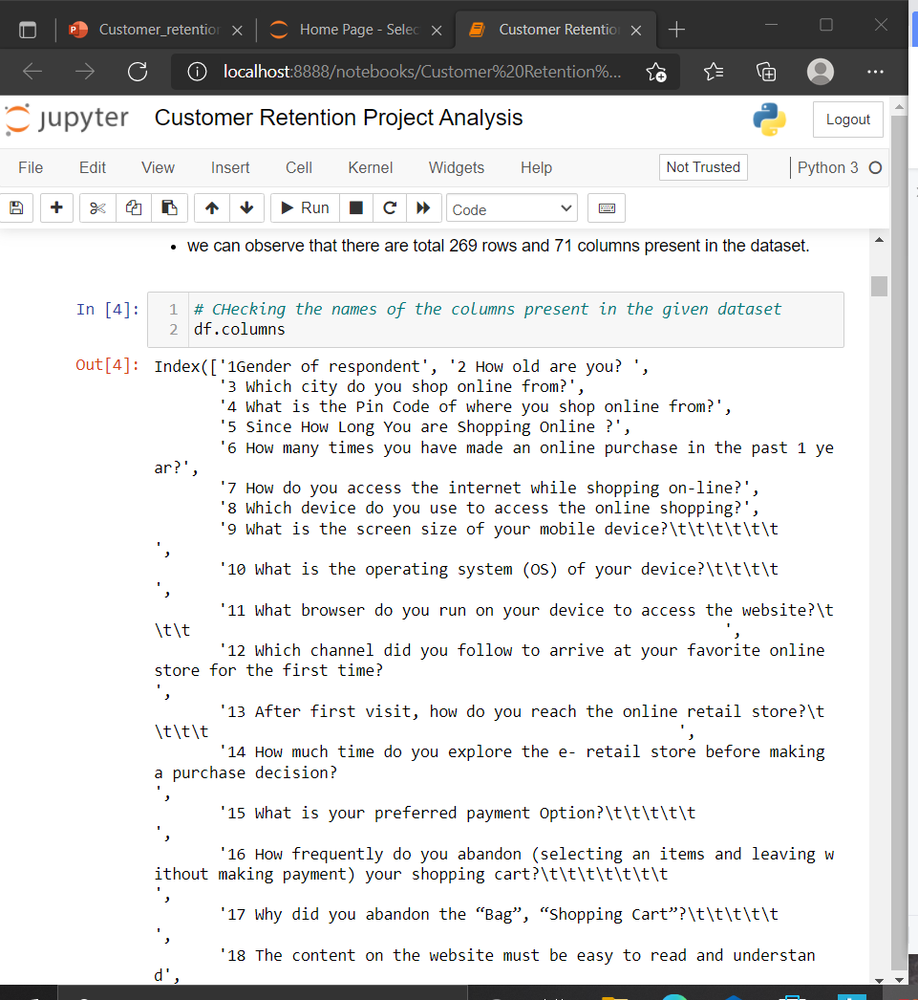 Customer_retention
Home Page - Selec
Customer Retentio
localhost:8888/notebooks/Customer%20Retention%...
jupyter
Customer Retention Project Analysis
Logout
File Edit View Insert Cell Kernel Widgets Help
Not Trusted
Python 3
Run
Code
• we can observe that there are total 269 rows and 71 columns present in the dataset.
In [4]:
1 # CHecking the names of the columns present in the given dataset
2 df.columns
Out[4]: Index(['1Gender of respondent', '2 How old are you? ',
'3 Which city do you shop online from?',
'4 What is the Pin Code of where you shop online from?',
'5 Since How Long You are Shopping Online ?',
'6 How many times you have made an online purchase in the past 1 ye
ar?',
'7 How do you access the internet while shopping on-line?',
'8 Which device do you use to access the online shopping?',
'9 What is the screen size of your mobile device?\t\t\t\t\t\t
',
'10 What is the operating system (OS) of your device?\t\t\t\t
',
'11 What browser do you run on your device to access the website?\t
\t\t ',
'12 Which channel did you follow to arrive at your favorite online
store for the first time?
',
'13 After first visit, how do you reach the online retail store?\t
\t\t\t ',
'14 How much time do you explore the e- retail store before making
a purchase decision?
',
'15 What is your preferred payment Option?\t\t\t\t\t
',
'16 How frequently do you abandon (selecting an items and leaving w
ithout making payment) your shopping cart?\t\t\t\t\t\t\t
',
'17 Why did you abandon the “Bag”, “Shopping Cart”?\t\t\t\t\t
',
'18 The content on the website must be easy to read and understan
d',